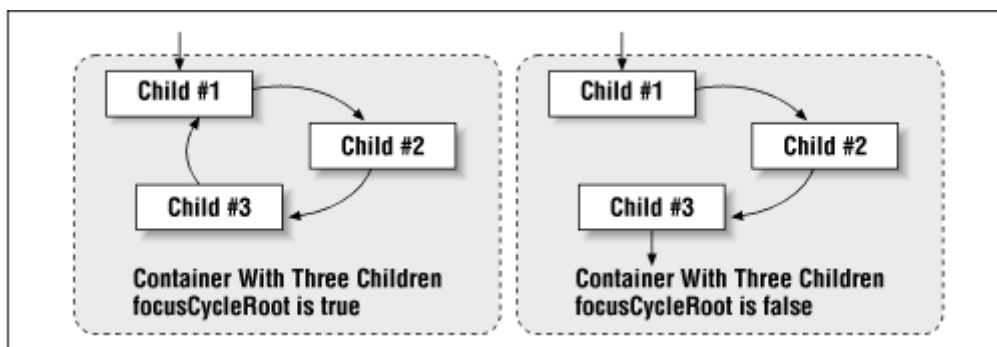 Child #1
Child #2
Child #3
Container With Three Children
focusCycleRoot is true
Child #1
Child #2
Child #3
Container With Three Children
focusCycleRoot is false